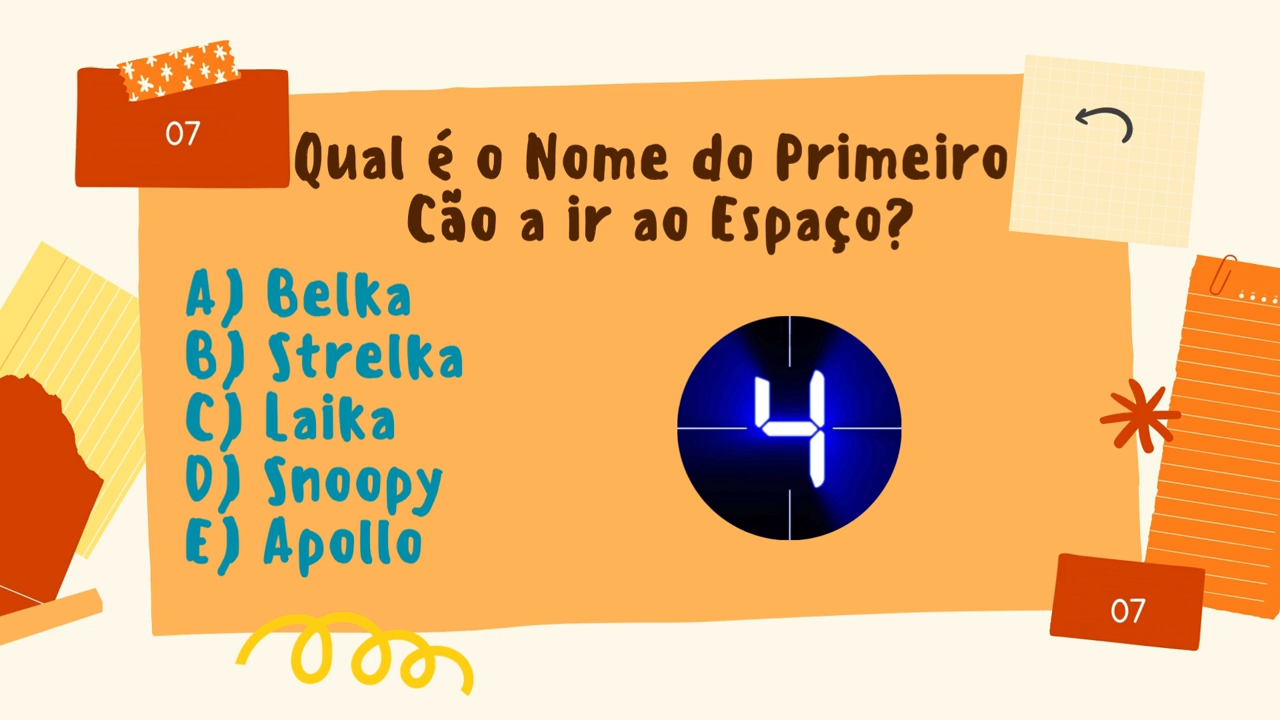 07
Qual é o Nome do Primeiro
Cão a ir ao Espaço?
A) Belka
B) Strelka
C) Laika
D) Snoopy
E) Apollo
4
07